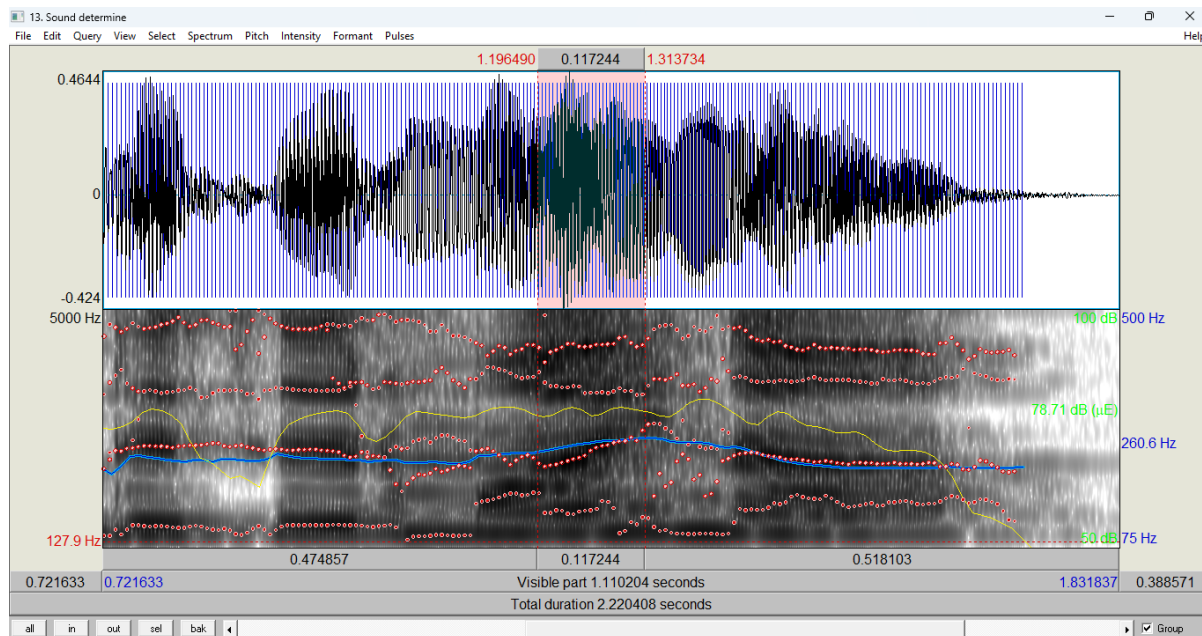 13. Sound determine
File Edit Query View Select Spectrum Pitch Intensity Formant Pulses Help
1.196490 0.117244 1.313734
0.4644
0
-0.424
5000 Hz 100 dB 500 Hz
78.71 dB (µE)
260.6 Hz
127.9 Hz 50 dB 75 Hz
0.474857 0.117244 0.518103
0.721633 0.721633 Visible part 1.110204 seconds 1.831837 0.388571
Total duration 2.220408 seconds
all in out sel bak Group